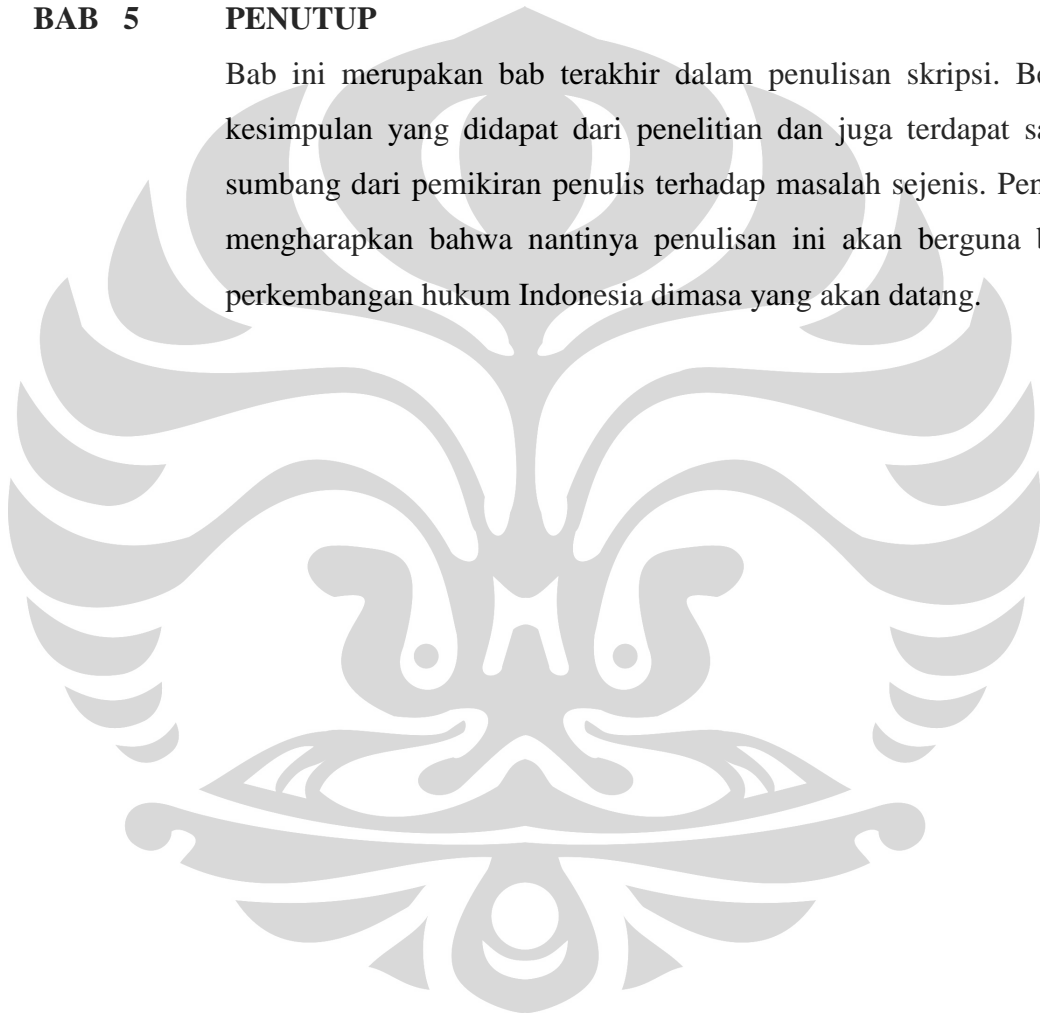 BAB 5 PENUTUP
Bab ini merupakan bab terakhir dalam penulisan skripsi.
kesimpulan yang didapat dari penelitian dan juga terdapat
sumbang dari pemikiran penulis terhadap masalah sejenis.
mengharapkan bahwa nantinya penulisan ini akan berguna
perkembangan hukum Indonesia dimasa yang akan datang.